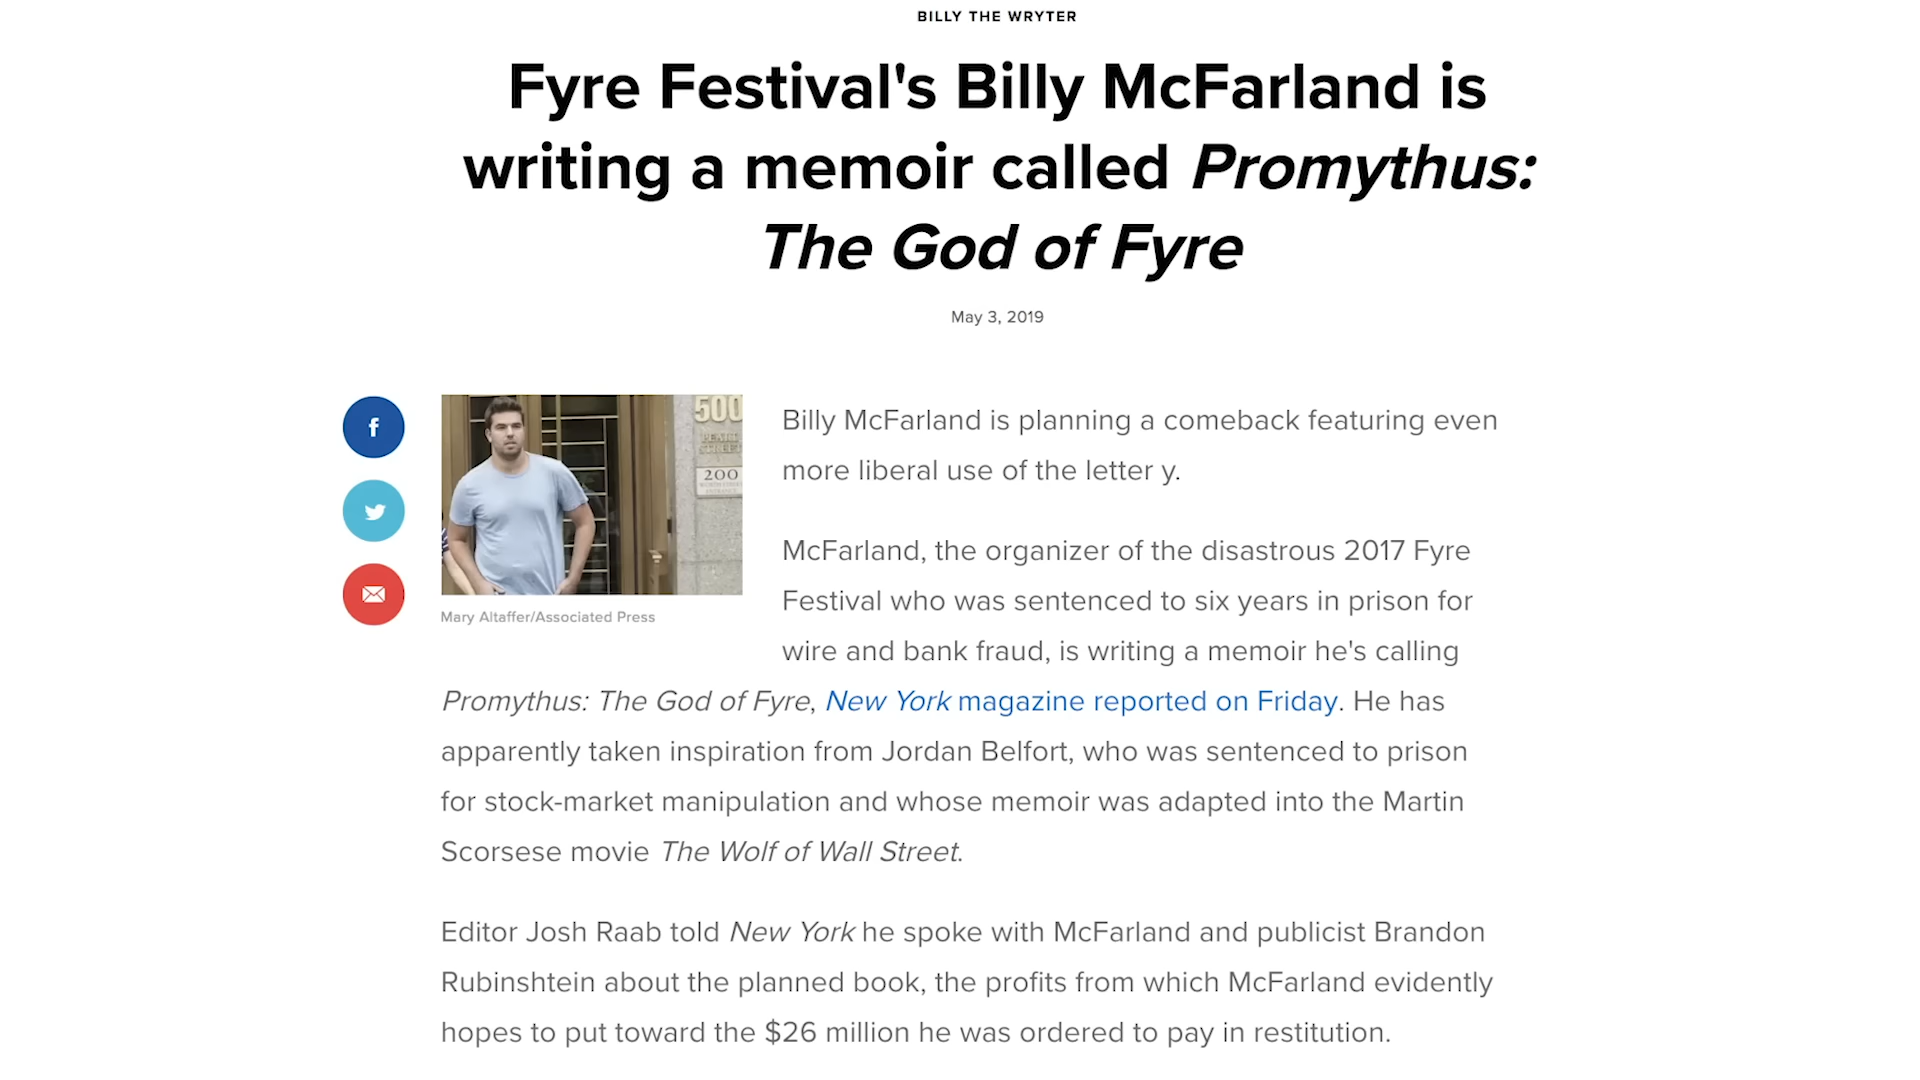 BILLY THE WRYTER
Fyre Festival's Billy McFarland is
writing a memoir called Promythus:
The God of Fyre
May 3, 2019
f
500
PEARL
STREET
200
WORTH STREET
ENTRANCE
Mary Altaffer/Associated Press
Billy McFarland is planning a comeback featuring even
more liberal use of the letter y.
McFarland, the organizer of the disastrous 2017 Fyre
Festival who was sentenced to six years in prison for
wire and bank fraud, is writing a memoir he's calling
Promythus: The God of Fyre, New York magazine reported on Friday. He has
apparently taken inspiration from Jordan Belfort, who was sentenced to prison
for stock-market manipulation and whose memoir was adapted into the Martin
Scorsese movie The Wolf of Wall Street.
Editor Josh Raab told New York he spoke with McFarland and publicist Brandon
Rubinshtein about the planned book, the profits from which McFarland evidently
hopes to put toward the $26 million he was ordered to pay in restitution.